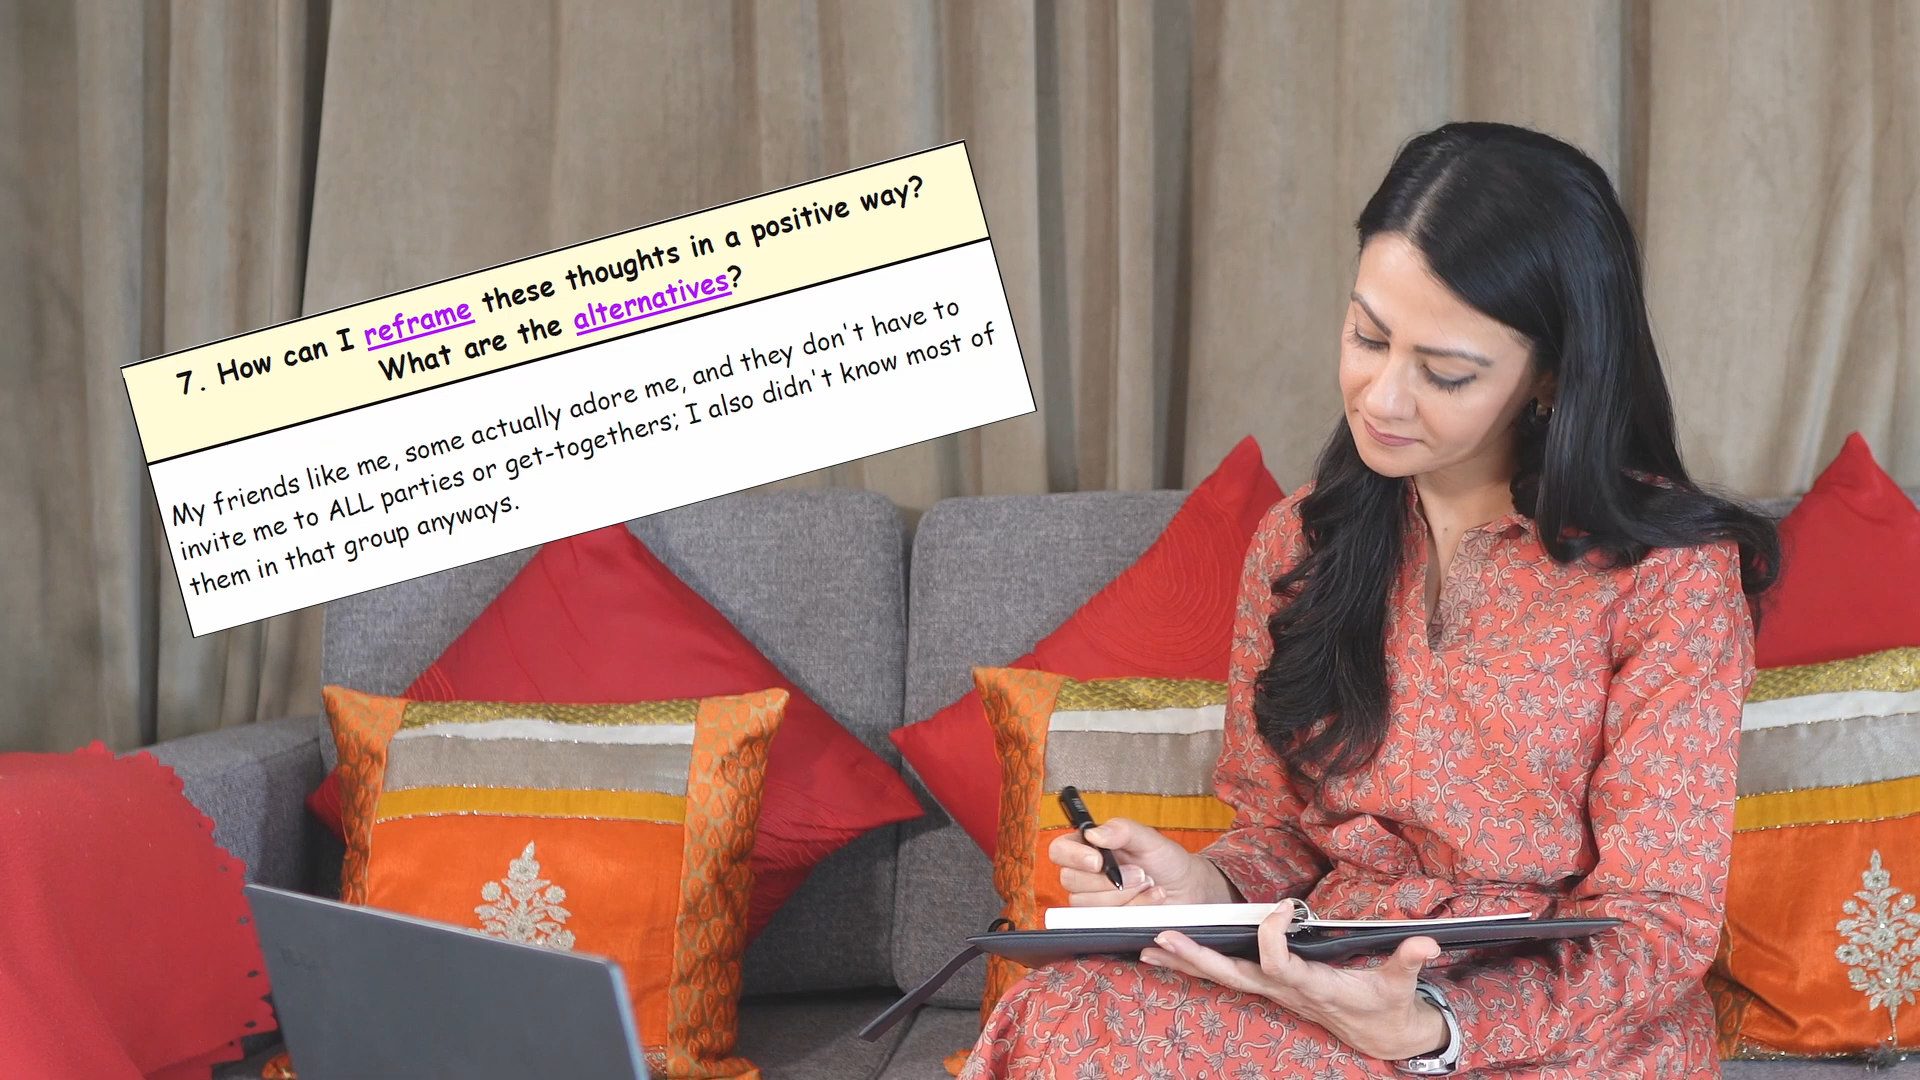 7. How can I reframe these thoughts in a positive way?
What are the alternatives?
My friends like me, some actually adore me, and they don't have to
invite me to ALL parties or get-togethers; I also didn't know most of
them in that group anyways.